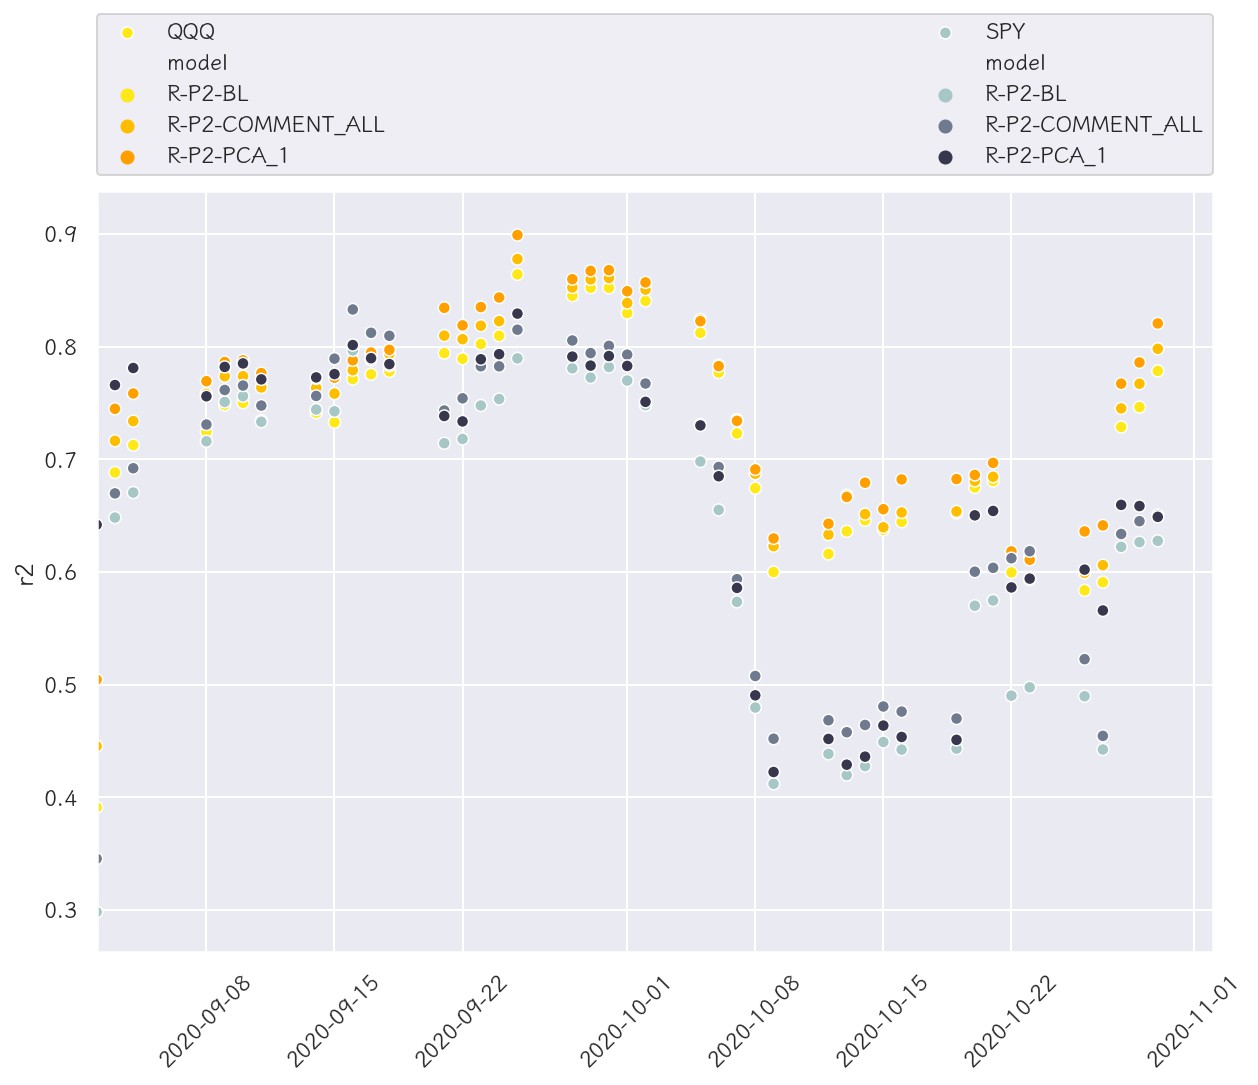 QQQ
model
R-P2-BL
R-P2-COMMENT_ALL
R-P2-PCA_1
SPY
model
R-P2-BL
R-P2-COMMENT_ALL
R-P2-PCA_1
0.9
0.8
0.7
0.6
0.5
0.4
0.3
r2
2020-09-08
2020-09-15
2020-09-22
2020-10-01
2020-10-08
2020-10-15
2020-10-22
2020-11-01